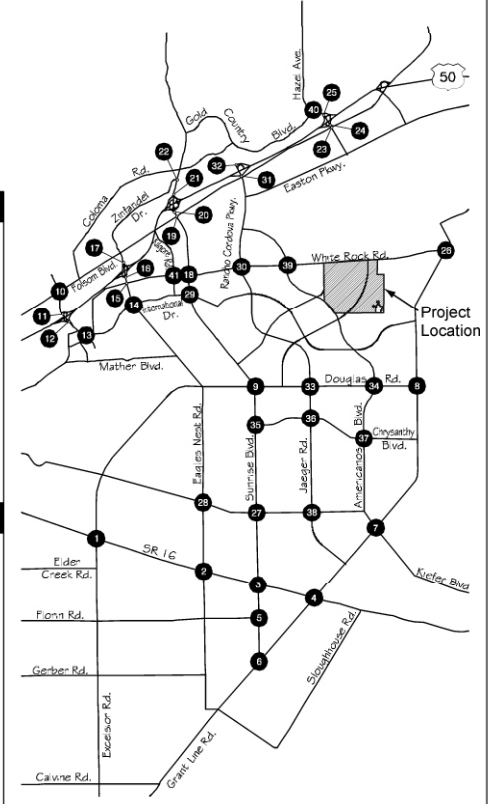 Hazel Ave.
25
50
40
Gold
Country
Blvd.
24
23
22
32
21
Rd.
Coloma
Zinfandel
Dr.
31
Easton Pkwy.
20
19
17
Rancho Cordova Pkwy.
26
White Rock Rd.
Folsom Blvd.
16
41
18
30
39
10
15
14
29
International
Dr.
11
12
13
Project
Location
Mather Blvd.
9
33
Douglas
34
Rd.
8
Eagles Nest Rd.
Sunrise Blvd.
35
36
Jaeger Rd.
Americanos Blvd.
37
Chrysanthy
Blvd.
28
27
38
7
1
SR 16
Elder
Creek Rd.
2
3
4
Kiefer Blvd
Florin Rd.
5
6
Sloughhouse Rd.
Gerber Rd.
Excelsior Rd.
Grant Line Rd.
Calvine Rd.